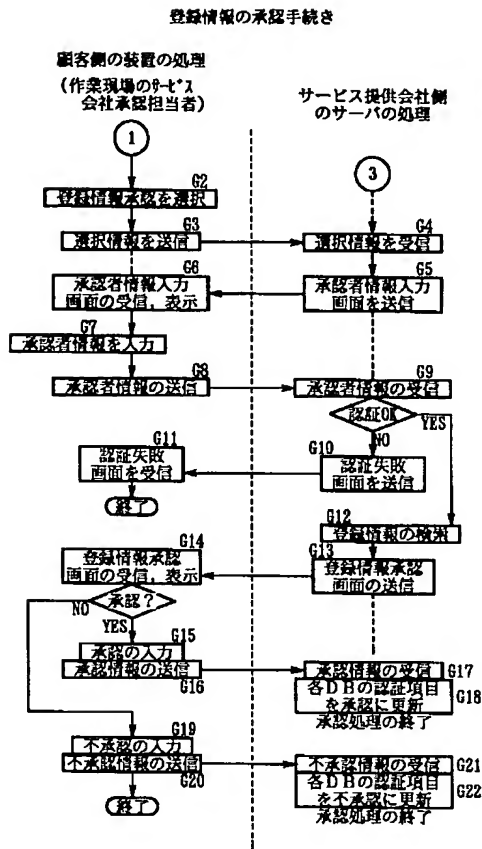 登録情報の承認手続き
顧客側の装置の処理
(作業現場のサービス
会社承認担当者)
サービス提供会社側
のサーバの処理
1
3
G2
登録情報承認を選択
G3
選択情報を送信
G4
選択情報を受信
G6
承認者情報入力
画面の受信，表示
G5
承認者情報入力
画面を送信
G7
承認者情報を入力
G8
承認者情報の送信
G9
承認者情報の受信
認証OK
YES
NO
G11
認証失敗
画面を受信
終了
G10
認証失敗
画面を送信
G12
登録情報の検索
G14
登録情報承認
画面の受信，表示
G13
登録情報承認
画面の送信
承認？
NO
YES
G15
承認の入力
承認情報の送信
G16
承認情報の受信
G17
各DBの認証項目
を承認に更新
G18
承認処理の終了
G19
不承認の入力
不承認情報の送信
G20
終了
不承認情報の受信
G21
各DBの認証項目
を不承認に更新
G22
承認処理の終了